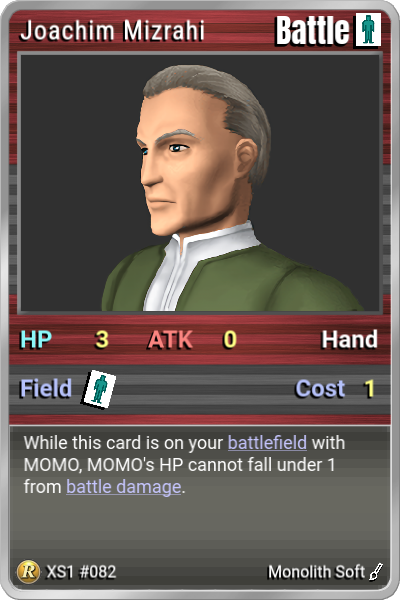 Joachim Mizrahi Battle
HP 3 ATK 0 Hand
Field Cost 1
While this card is on your battlefield with
MOMO, MOMO's HP cannot fall under 1
from battle damage.
R XS1 #082 Monolith Soft